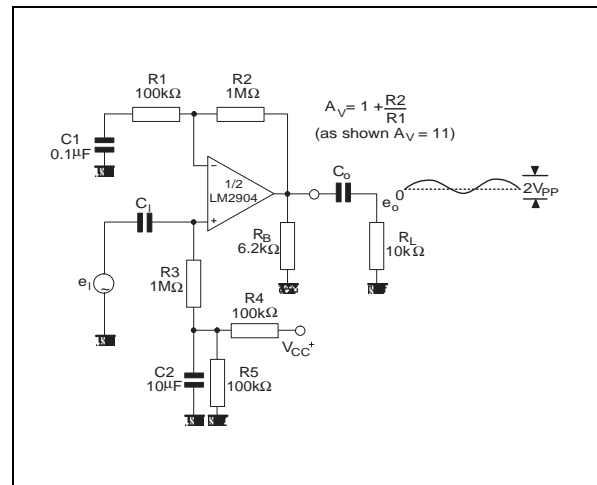 R1
100kΩ
R2
1MΩ
A_V = 1 + R2/R1
(as shown A_V = 11)
C1
0.1μF
1/2
LM2904
−
+
C_I
C_o
e_o
0
2V_PP
R_B
6.2kΩ
R_L
10kΩ
R3
1MΩ
e_I
~
R4
100kΩ
V_CC+
C2
10μF
R5
100kΩ